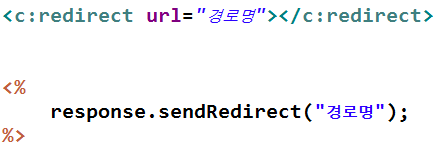 <c:redirect url="경로명"></c:redirect>
<%
response.sendRedirect("경로명");
%>